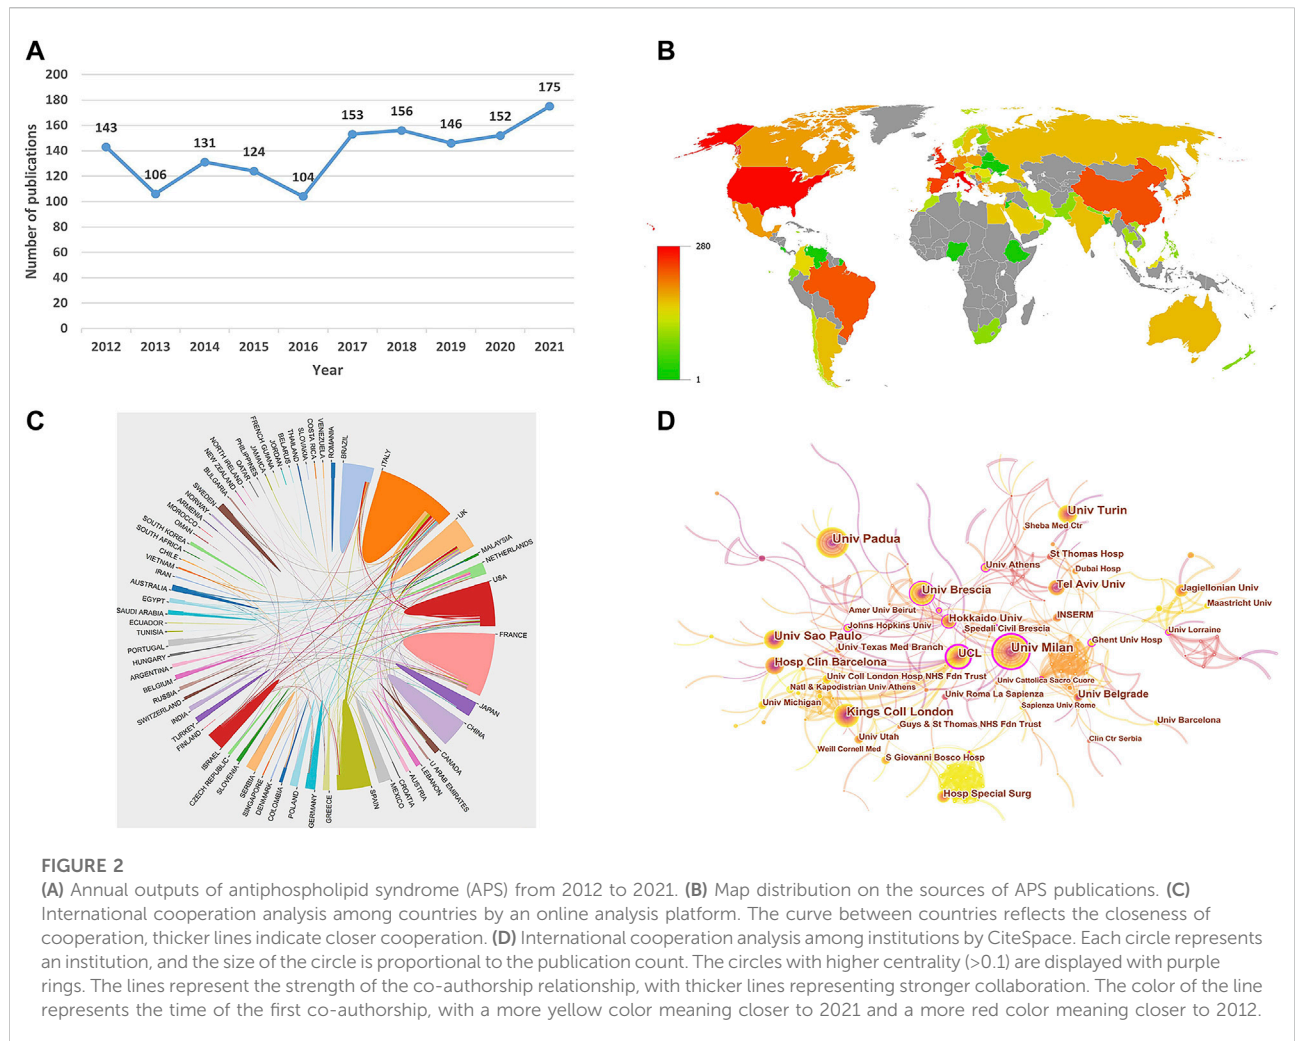 A
Number of publications
200
180
160
140
120
100
80
60
40
20
0
143
106
131
124
104
153
156
146
152
175
2012 2013 2014 2015 2016 2017 2018 2019 2020 2021
Year
B
280
1
C
BRAZIL
ITALY
UK
MALAYSIA
NETHERLANDS
USA
FRANCE
JAPAN
CHINA
CANADA
U ARAB EMIRATES
LEBANON
AUSTRIA
CROATIA
MEXICO
SPAIN
GREECE
GERMANY
POLAND
COLOMBIA
DENMARK
SINGAPORE
SERBIA
SLOVENIA
CZECH REPUBLIC
ISRAEL
FINLAND
TURKEY
INDIA
SWITZERLAND
RUSSIA
BELGIUM
ARGENTINA
HUNGARY
PORTUGAL
TUNISIA
ECUADOR
SAUDI ARABIA
EGYPT
AUSTRALIA
IRAN
VIETNAM
CHILE
SOUTH AFRICA
SOUTH KOREA
OMAN
MOROCCO
ARMENIA
NORWAY
SWEDEN
BULGARIA
NEW ZEALAND
NORTH IRELAND
QATAR
PHILIPPINES
JAMAICA
FRENCH GUIANA
JORDAN
BELARUS
THAILAND
SLOVAKIA
COSTA RICA
VENEZUELA
ROMANIA
D
Univ Turin
Sheba Med Ctr
Univ Padua
St Thomas Hosp
Univ Athens
Dubai Hosp
Tel Aviv Univ
Univ Brescia
Jagiellonian Univ
Maastricht Univ
Amer Univ Beirut
INSERM
Hokkaido Univ
Johns Hopkins Univ
Spedali Civil Brescia
Univ Lorraine
Univ Sao Paulo
Ghent Univ Hosp
Univ Texas Med Branch
Univ Milan
UCL
Hosp Clin Barcelona
Univ Coll London Hosp NHS Fdn Trust
Univ Cattolica Sacro Cuore
Natl & Kapodistrian Univ Athens
Univ Roma La Sapienza
Univ Belgrade
Univ Michigan
Sapienza Univ Rome
Kings Coll London
Univ Barcelona
Guys & St Thomas NHS Fdn Trust
Univ Utah
Clin Ctr Serbia
Weill Cornell Med
S Giovanni Bosco Hosp
Hosp Special Surg
FIGURE 2
(A) Annual outputs of antiphospholipid syndrome (APS) from 2012 to 2021. (B) Map distribution on the sources of APS publications. (C)
International cooperation analysis among countries by an online analysis platform. The curve between countries reflects the closeness of
cooperation, thicker lines indicate closer cooperation. (D) International cooperation analysis among institutions by CiteSpace. Each circle represents
an institution, and the size of the circle is proportional to the publication count. The circles with higher centrality (>0.1) are displayed with purple
rings. The lines represent the strength of the co-authorship relationship, with thicker lines representing stronger collaboration. The color of the line
represents the time of the first co-authorship, with a more yellow color meaning closer to 2021 and a more red color meaning closer to 2012.